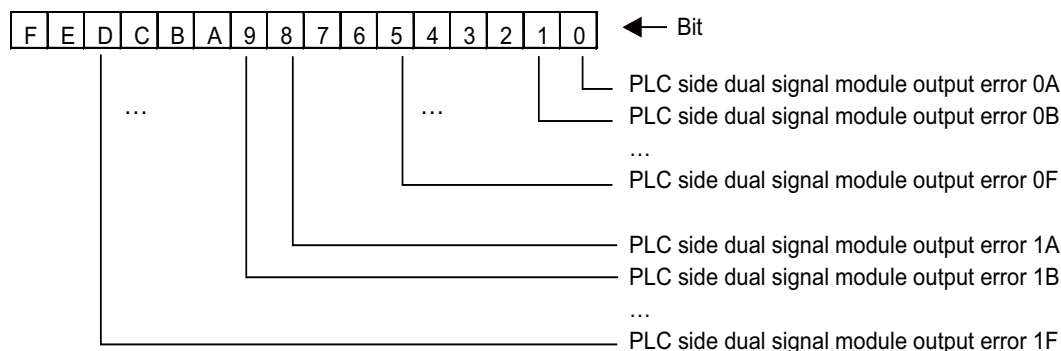 F E D C B A 9 8 7 6 5 4 3 2 1 0 Bit
PLC side dual signal module output error 0A
… … PLC side dual signal module output error 0B
…
PLC side dual signal module output error 0F
PLC side dual signal module output error 1A
PLC side dual signal module output error 1B
…
PLC side dual signal module output error 1F